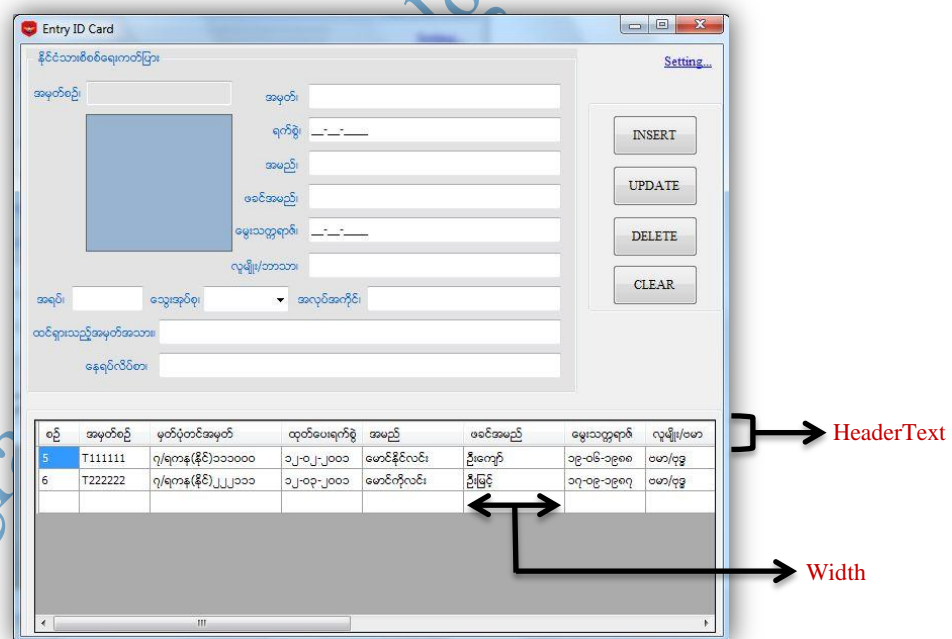 Entry ID Card
နိုင်ငံသားစိစစ်ရေးကတ်ပြား
Setting...
အမှတ်စဉ်၊
အမှတ်၊
ရက်စွဲ၊ __-__-____
INSERT
အမည်၊
UPDATE
ဖခင်အမည်၊
မွေးသက္ကရာဇ်၊ __-__-____
DELETE
လူမျိုး/ဘာသာ၊
CLEAR
အရပ်၊ သွေးအုပ်စု၊ အလုပ်အကိုင်၊
ထင်ရှားသည့်အမှတ်အသား၊
နေရပ်လိပ်စာ၊
စဉ် အမှတ်စဉ် မှတ်ပုံတင်အမှတ် ထုတ်ပေးရက်စွဲ အမည် ဖခင်အမည် မွေးသက္ကရာဇ် လူမျိုး/ဗမာ
HeaderText
5 T111111 ၇/ရကန(နိုင်)၁၁၁၀၀၀ ၁၂-၀၂-၂၀၀၁ မောင်နိုင်လင်း ဦးကျော် ၁၉-၀၆-၁၉၈၈ ဗမာ/ဗုဒ္ဓ
6 T222222 ၇/ရကန(နိုင်)၂၂၂၁၁၁ ၁၂-၀၃-၂၀၀၁ မောင်ကိုလင်း ဦးမြင့် ၁၇-၀၉-၁၉၈၇ ဗမာ/ဗုဒ္ဓ
Width